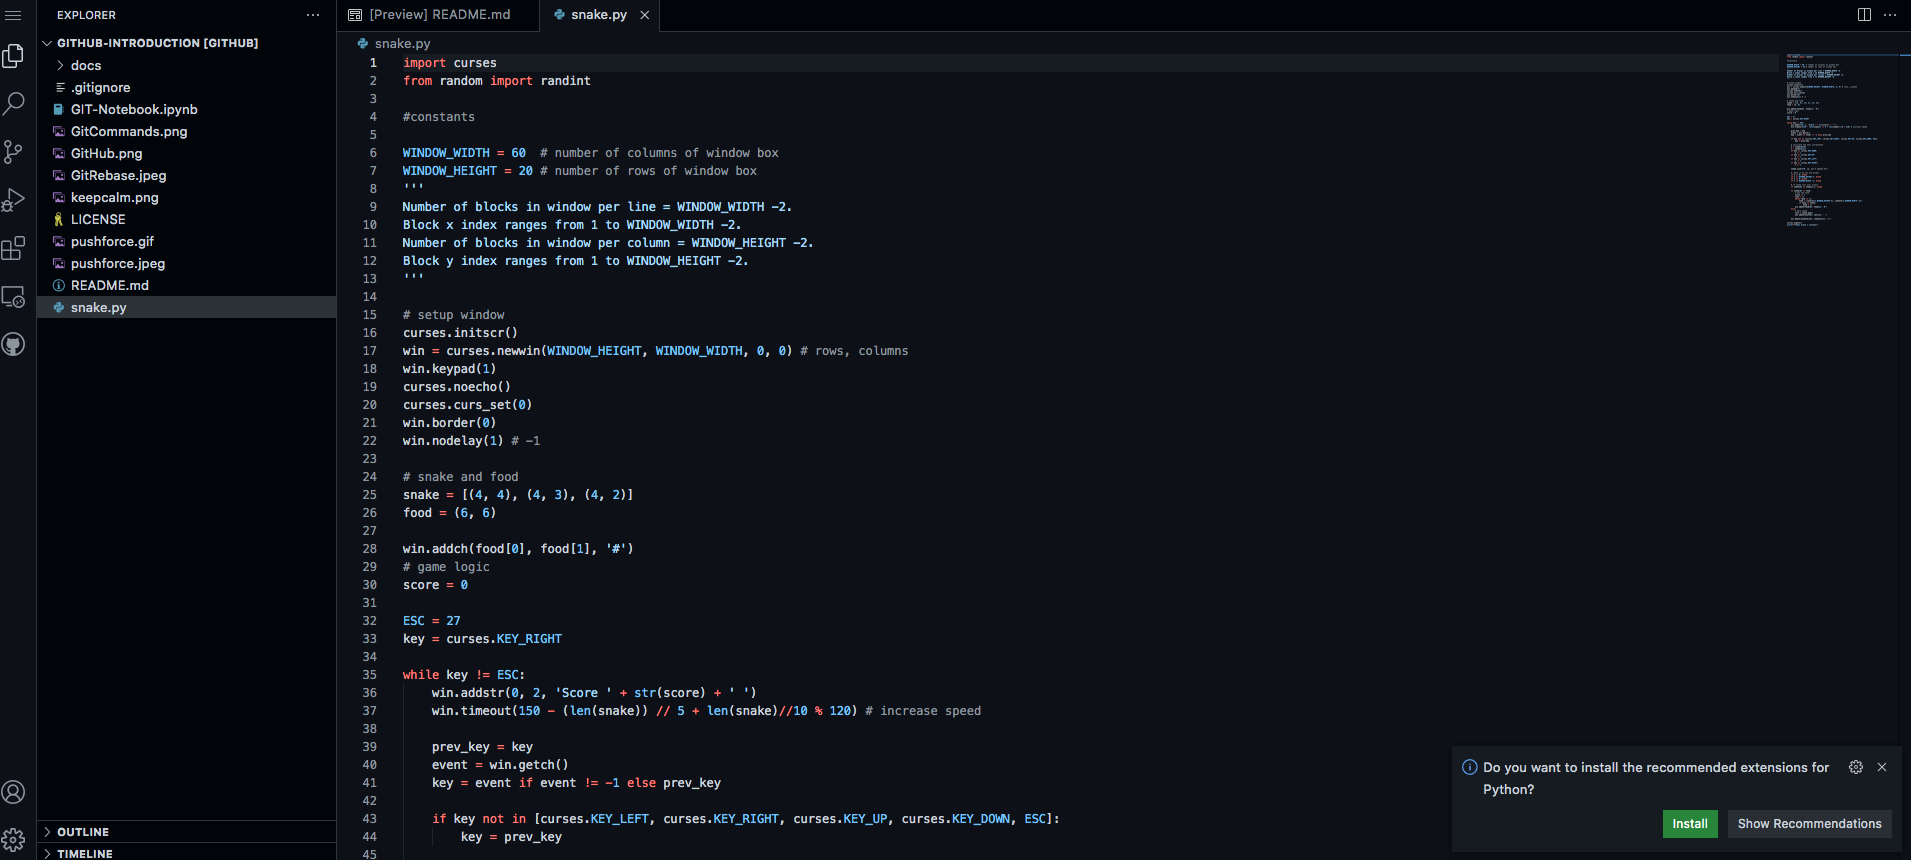 EXPLORER
GITHUB-INTRODUCTION [GITHUB]
docs
.gitignore
GIT-Notebook.ipynb
GitCommands.png
GitHub.png
GitRebase.jpeg
keepcalm.png
LICENSE
pushforce.gif
pushforce.jpeg
README.md
snake.py
OUTLINE
TIMELINE
[Preview] README.md
snake.py
snake.py
1 import curses
2 from random import randint
3
4 #constants
5
6 WINDOW_WIDTH = 60  # number of columns of window box
7 WINDOW_HEIGHT = 20 # number of rows of window box
8 '''
9 Number of blocks in window per line = WINDOW_WIDTH -2.
10 Block x index ranges from 1 to WINDOW_WIDTH -2.
11 Number of blocks in window per column = WINDOW_HEIGHT -2.
12 Block y index ranges from 1 to WINDOW_HEIGHT -2.
13 '''
14
15 # setup window
16 curses.initscr()
17 win = curses.newwin(WINDOW_HEIGHT, WINDOW_WIDTH, 0, 0) # rows, columns
18 win.keypad(1)
19 curses.noecho()
20 curses.curs_set(0)
21 win.border(0)
22 win.nodelay(1) # -1
23
24 # snake and food
25 snake = [(4, 4), (4, 3), (4, 2)]
26 food = (6, 6)
27
28 win.addch(food[0], food[1], '#')
29 # game logic
30 score = 0
31
32 ESC = 27
33 key = curses.KEY_RIGHT
34
35 while key != ESC:
36     win.addstr(0, 2, 'Score ' + str(score) + ' ')
37     win.timeout(150 - (len(snake)) // 5 + len(snake)//10 % 120) # increase speed
38
39     prev_key = key
40     event = win.getch()
41     key = event if event != -1 else prev_key
42
43     if key not in [curses.KEY_LEFT, curses.KEY_RIGHT, curses.KEY_UP, curses.KEY_DOWN, ESC]:
44         key = prev_key
45
Do you want to install the recommended extensions for
Python?
Install
Show Recommendations